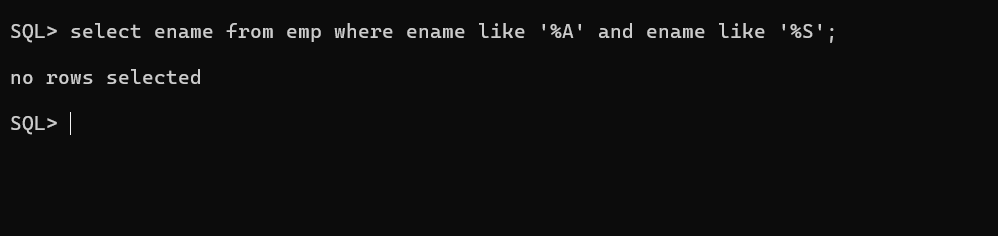 SQL> select ename from emp where ename like '%A' and ename like '%S';
no rows selected
SQL>